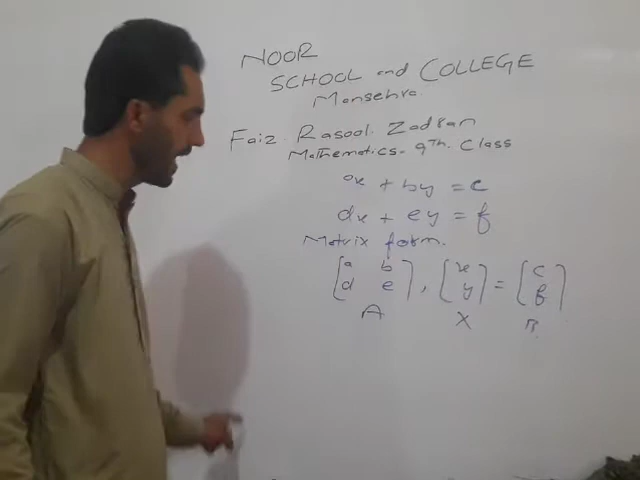 NOOR
SCHOOL and COLLEGE
Mansehra.
Faiz Rasool Zadran
Mathematics. 9th. Class
ax + by = c
dx + ey = f
Matrix form.
[a b] , [x] = [c]
[d e] [y] [f]
A X B